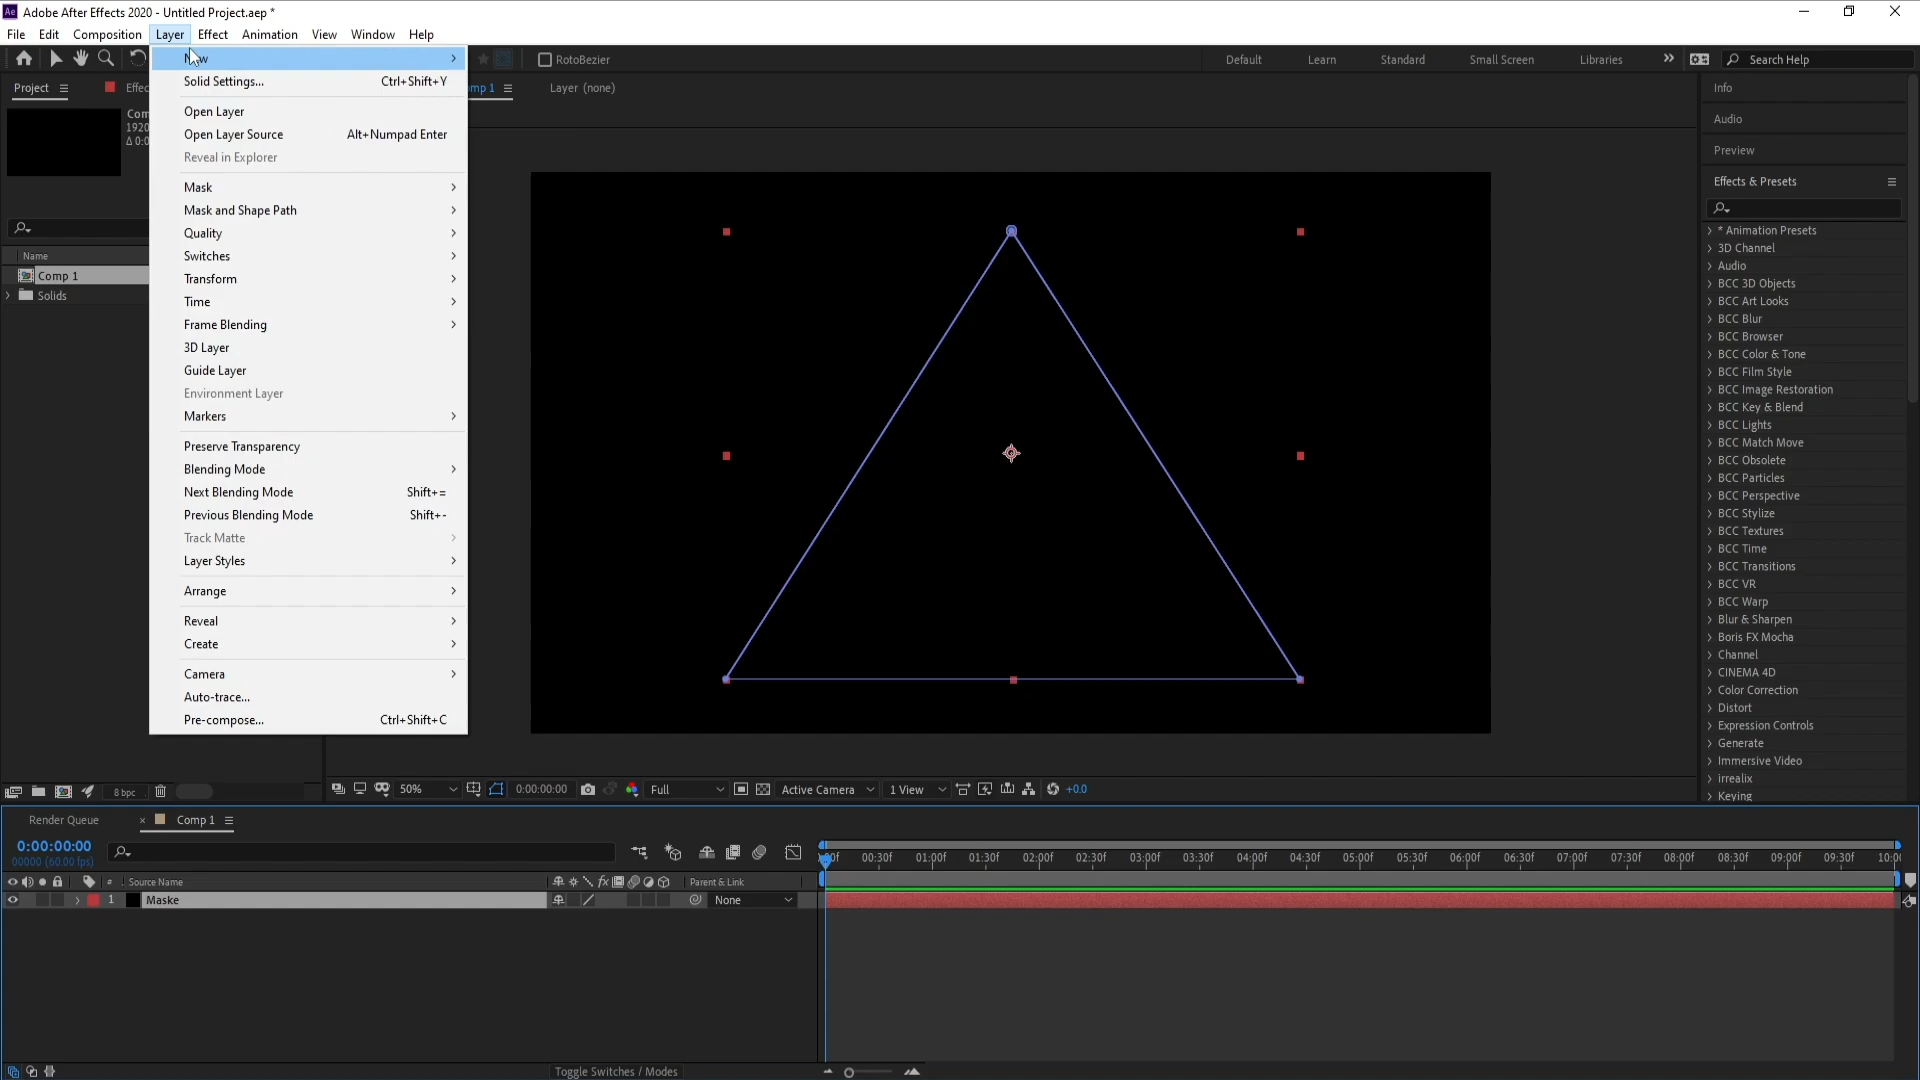 Adobe After Effects 2020 - Untitled Project.aep *
File Edit Composition Layer Effect Animation View Window Help
RotoBezier
Default Learn Standard Small Screen Libraries
Search Help
Project
Layer (none)
Name
Comp 1
Solids
8 bpc
Solid Settings... Ctrl+Shift+Y
Open Layer
Open Layer Source Alt+Numpad Enter
Reveal in Explorer
Mask
Mask and Shape Path
Quality
Switches
Transform
Time
Frame Blending
3D Layer
Guide Layer
Environment Layer
Markers
Preserve Transparency
Blending Mode
Next Blending Mode Shift+=
Previous Blending Mode Shift+-
Track Matte
Layer Styles
Arrange
Reveal
Create
Camera
Auto-trace...
Pre-compose... Ctrl+Shift+C
50% 0:00:00:00 Full Active Camera 1 View +0.0
Info
Audio
Preview
Effects & Presets
* Animation Presets
3D Channel
Audio
BCC 3D Objects
BCC Art Looks
BCC Blur
BCC Browser
BCC Color & Tone
BCC Film Style
BCC Image Restoration
BCC Key & Blend
BCC Lights
BCC Match Move
BCC Obsolete
BCC Particles
BCC Perspective
BCC Stylize
BCC Textures
BCC Time
BCC Transitions
BCC VR
BCC Warp
Blur & Sharpen
Boris FX Mocha
Channel
CINEMA 4D
Color Correction
Distort
Expression Controls
Generate
Immersive Video
irrealix
Keying
Render Queue
Comp 1
0:00:00:00
00000 (60.00 fps)
00:30f 01:00f 01:30f 02:00f 02:30f 03:00f 03:30f 04:00f 04:30f 05:00f 05:30f 06:00f 06:30f 07:00f 07:30f 08:00f 08:30f 09:00f 09:30f
# Source Name Parent & Link
1 Maske None
Toggle Switches / Modes